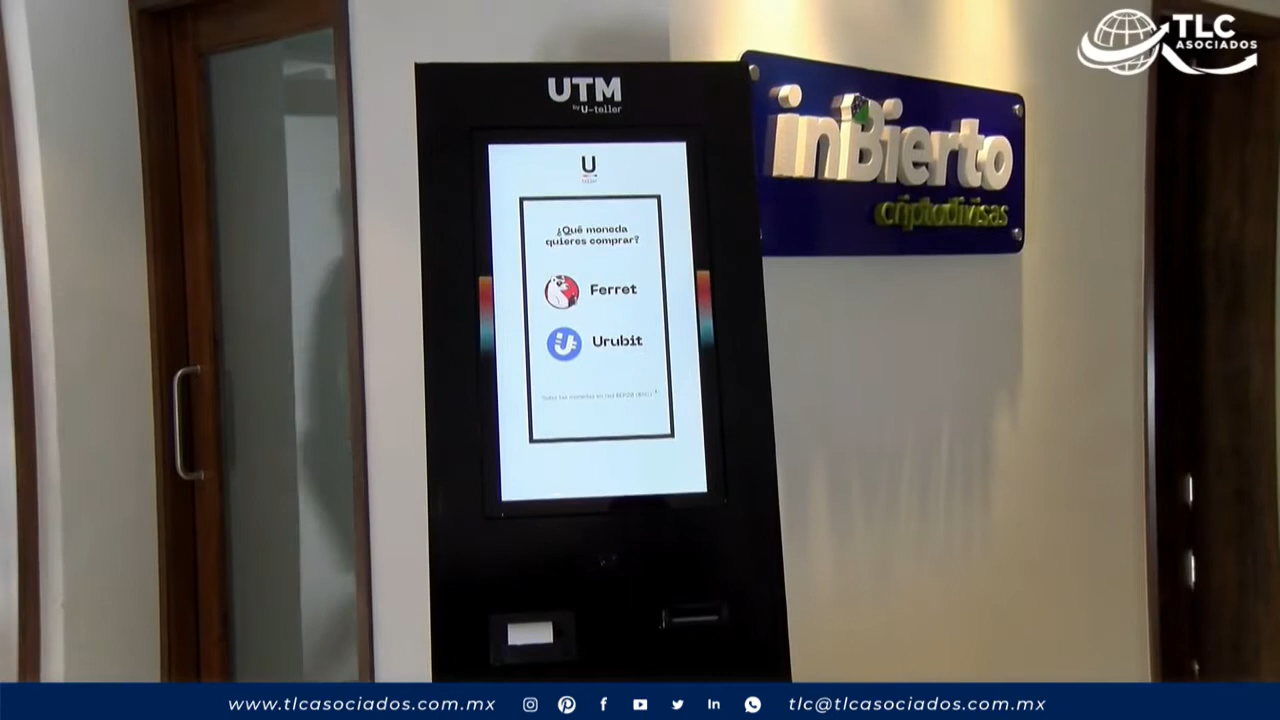 TLC
ASOCIADOS
UTM
by U-teller
inBierto
criptodivisas
U
teller
¿Qué moneda
quieres comprar?
Ferret
Urubit
www.tlcasociados.com.mx
tlc@tlcasociados.com.mx